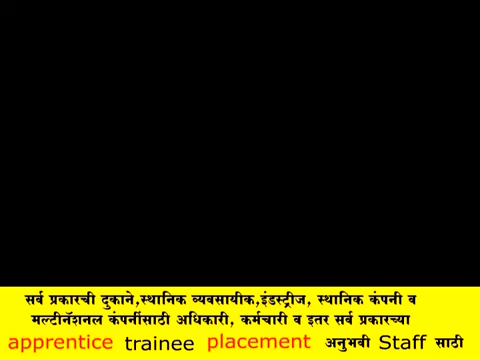 सर्व प्रकारची दुकाने,स्थानिक व्यवसायीक,इंडस्ट्रीज, स्थानिक कंपनी व
मल्टीनॅशनल कंपनींसाठी अधिकारी, कर्मचारी व इतर सर्व प्रकारच्या
apprentice trainee placement अनुभवी Staff साठी